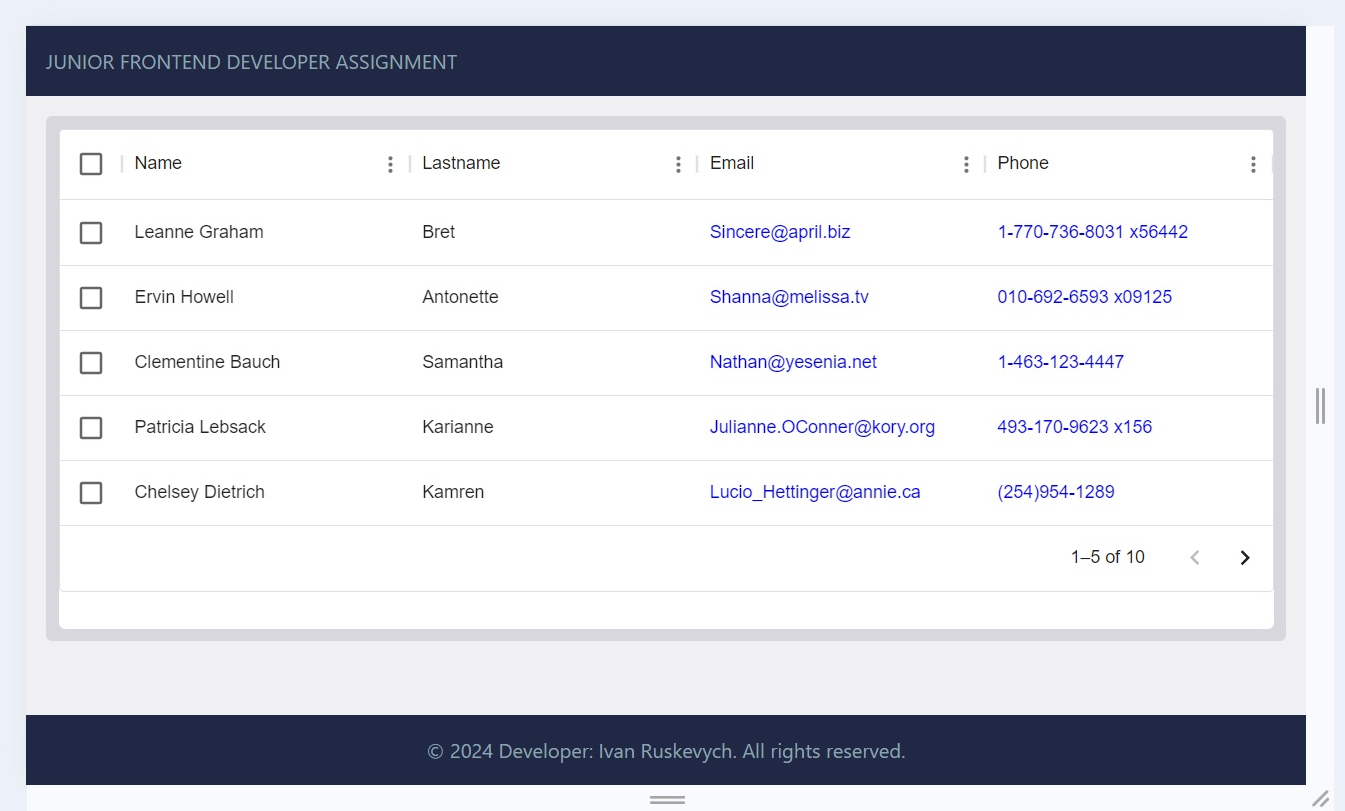 JUNIOR FRONTEND DEVELOPER ASSIGNMENT
Name Lastname Email Phone
Leanne Graham Bret Sincere@april.biz 1-770-736-8031 x56442
Ervin Howell Antonette Shanna@melissa.tv 010-692-6593 x09125
Clementine Bauch Samantha Nathan@yesenia.net 1-463-123-4447
Patricia Lebsack Karianne Julianne.OConner@kory.org 493-170-9623 x156
Chelsey Dietrich Kamren Lucio_Hettinger@annie.ca (254)954-1289
1–5 of 10
© 2024 Developer: Ivan Ruskevych. All rights reserved.